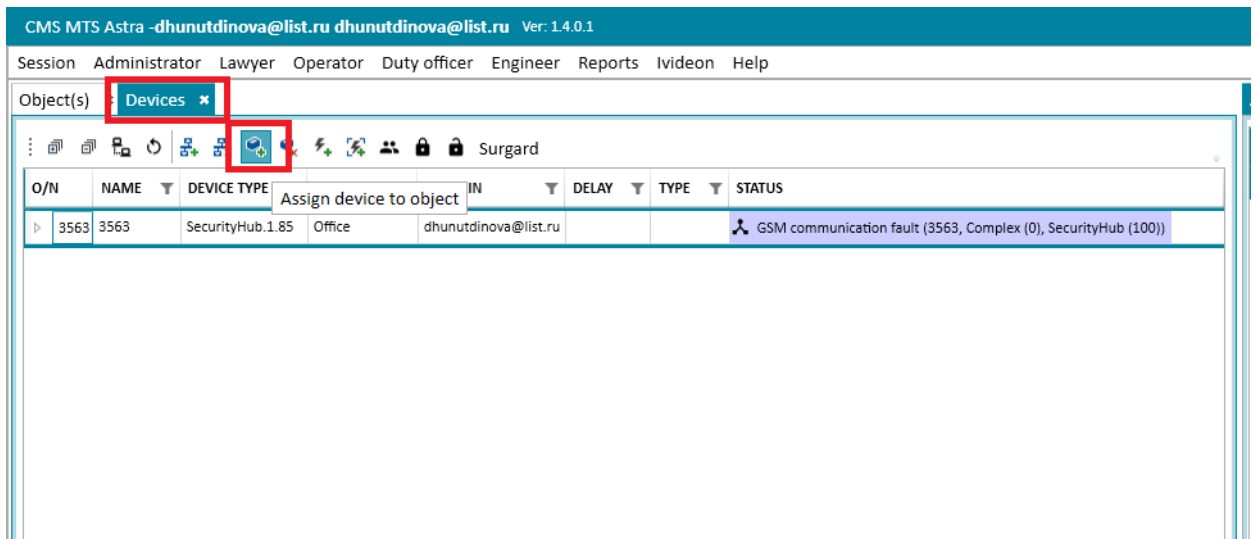 CMS MTS Astra -dhunutdinova@list.ru dhunutdinova@list.ru Ver: 1.4.0.1
Session Administrator Lawyer Operator Duty officer Engineer Reports Ivideon Help
Object(s) Devices
Surgard
O/N NAME DEVICE TYPE IN DELAY TYPE STATUS
Assign device to object
3563 3563 SecurityHub.1.85 Office dhunutdinova@list.ru GSM communication fault (3563, Complex (0), SecurityHub (100))